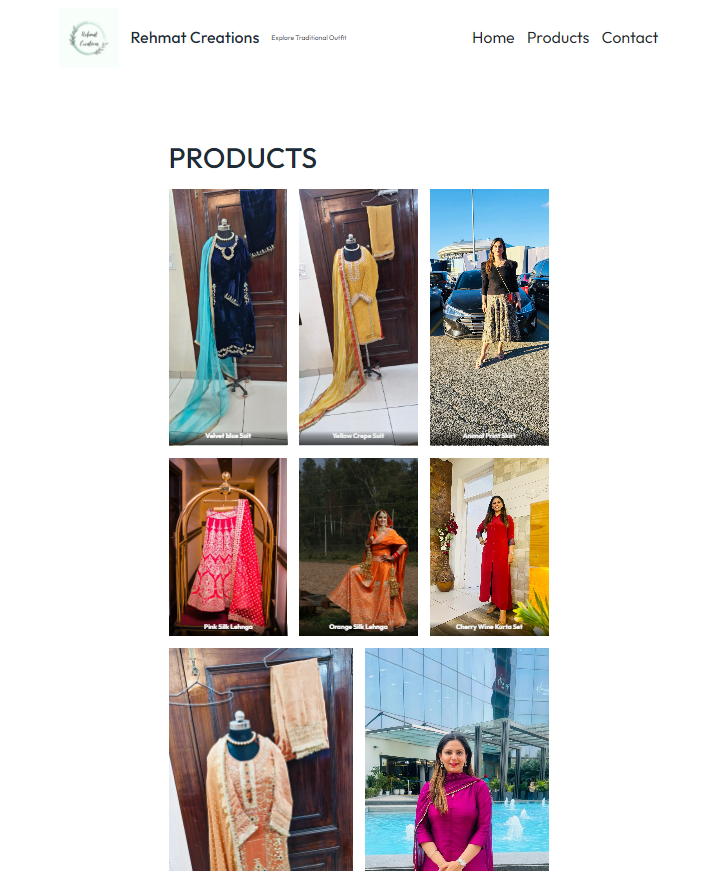 Rehmat
Creations
Rehmat Creations
Explore Traditional Outfit
Home Products Contact
PRODUCTS
Velvet blue Suit
Yellow Crepe Suit
Animal Print Skirt
Pink Silk Lehnga
Orange Silk Lehnga
Cherry Wine Kurta Set